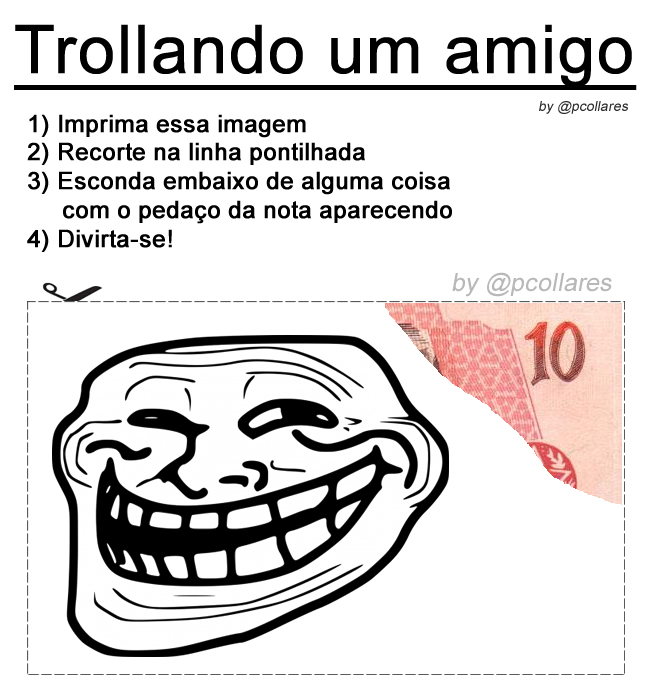 Trollando um amigo
by @pcollares
1) Imprima essa imagem
2) Recorte na linha pontilhada
3) Esconda embaixo de alguma coisa
com o pedaço da nota aparecendo
4) Divirta-se!
by @pcollares
10